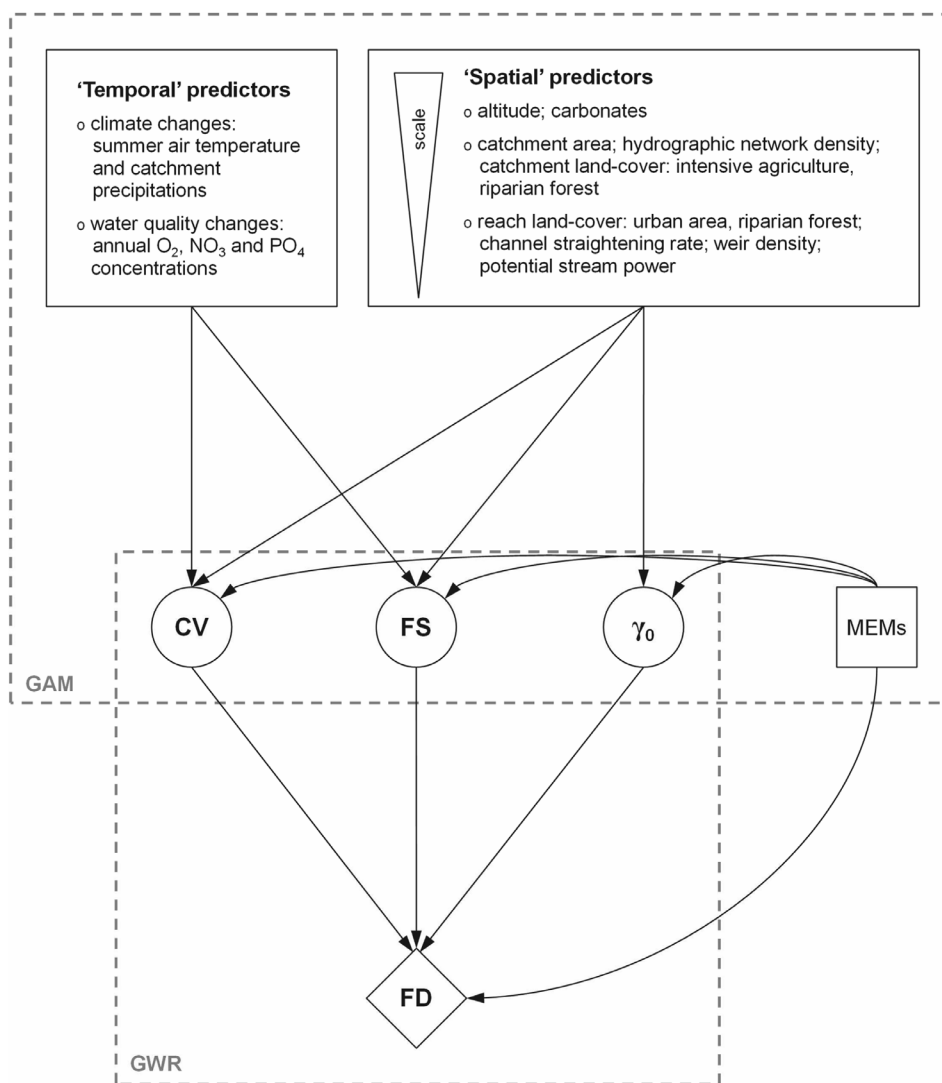 ‘Temporal’ predictors
o climate changes:
summer air temperature
and catchment
precipitations
o water quality changes:
annual O₂, NO₃ and PO₄
concentrations
scale
‘Spatial’ predictors
o altitude; carbonates
o catchment area; hydrographic network density;
catchment land-cover: intensive agriculture,
riparian forest
o reach land-cover: urban area, riparian forest;
channel straightening rate; weir density;
potential stream power
CV
FS
γ₀
MEMs
GAM
FD
GWR